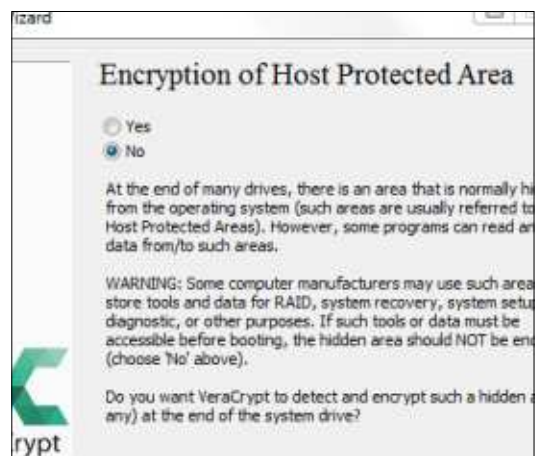 izard
Encryption of Host Protected Area
Yes
No
At the end of many drives, there is an area that is normally hi
from the operating system (such areas are usually referred to
Host Protected Areas). However, some programs can read an
data from/to such areas.
WARNING: Some computer manufacturers may use such area
store tools and data for RAID, system recovery, system setup
diagnostic, or other purposes. If such tools or data must be
accessible before booting, the hidden area should NOT be enc
(choose 'No' above).
Do you want VeraCrypt to detect and encrypt such a hidden a
any) at the end of the system drive?
rypt